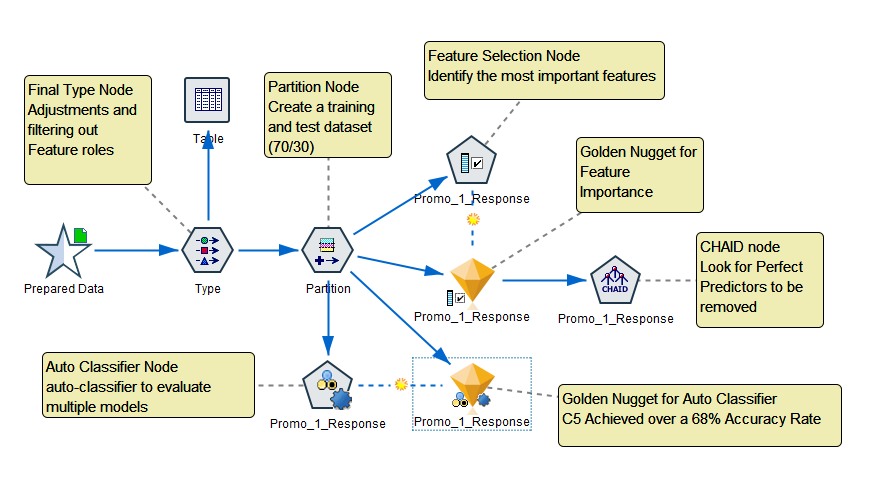 Feature Selection Node
Identify the most important features
Final Type Node
Adjustments and
filtering out
Feature roles
Table
Partition Node
Create a training
and test dataset
(70/30)
Promo_1_Response
Golden Nugget for
Feature
Importance
Prepared Data
Type
Partition
Promo_1_Response
CHAID
Promo_1_Response
CHAID node
Look for Perfect
Predictors to be
removed
Auto Classifier Node
auto-classifier to evaluate
multiple models
Promo_1_Response
Promo_1_Response
Golden Nugget for Auto Classifier
C5 Achieved over a 68% Accuracy Rate